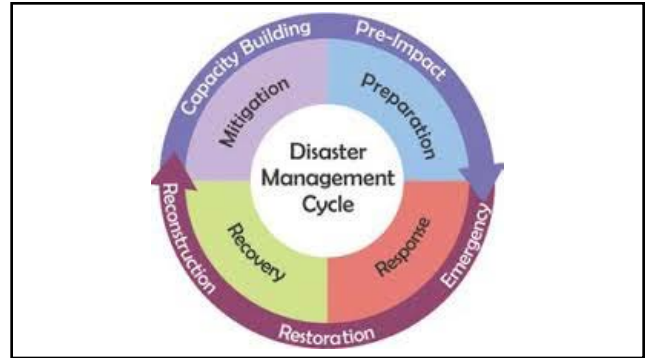 Capacity Building
Pre-Impact
Mitigation
Preparation
Disaster
Management
Cycle
Recovery
Response
Reconstruction
Emergency
Restoration